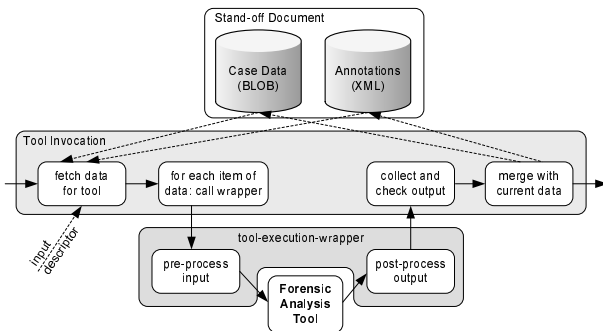 Stand-off Document
Case Data
(BLOB)
Annotations
(XML)
Tool Invocation
fetch data
for tool
for each item of
data: call wrapper
collect and
check output
merge with
current data
input
descriptor
tool-execution-wrapper
pre-process
input
post-process
output
Forensic
Analysis
Tool